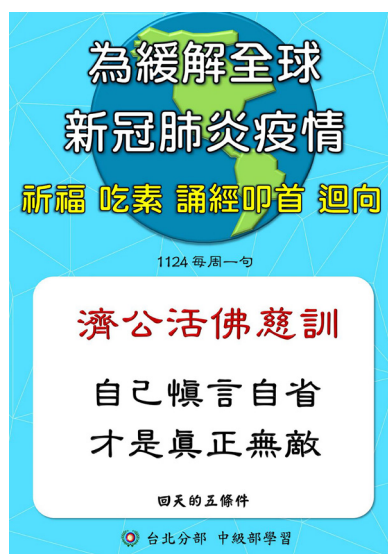 為緩解全球
新冠肺炎疫情
祈福 吃素 誦經叩首 迴向
1124 每周一句
濟公活佛慈訓
自己慎言自省
才是真正無敵
回天的五條件
台北分部 中級部學習